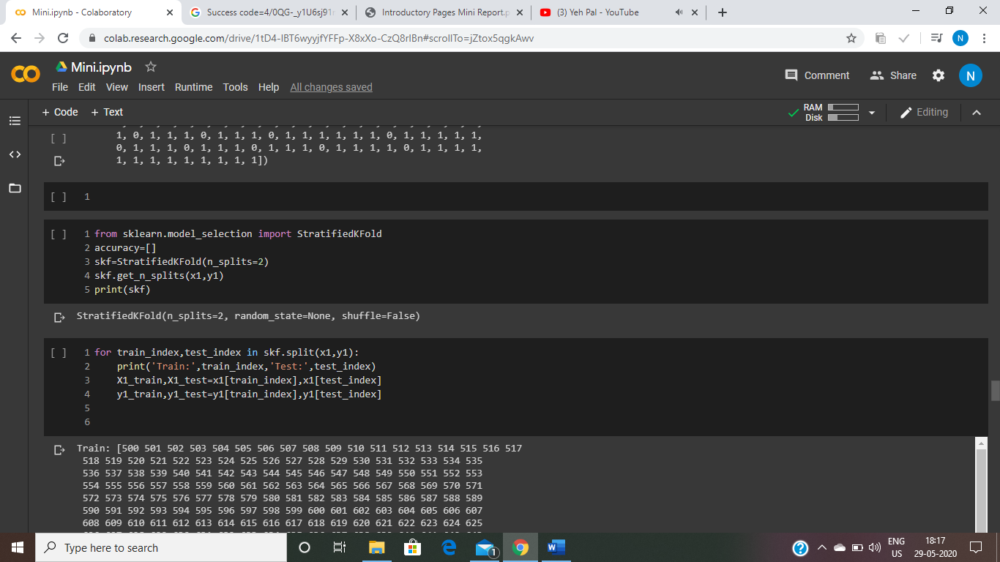 Mini.ipynb - Colaboratory
Success code=4/0QG-_y1U6sj91
Introductory Pages Mini Report.p
(3) Yeh Pal - YouTube
colab.research.google.com/drive/1tD4-IBT6wyyjfYFFp-X8xXo-CzQ8rlBn#scrollTo=jZtox5qgkAwv
N
Mini.ipynb
Comment
Share
N
File Edit View Insert Runtime Tools Help All changes saved
+ Code + Text
RAM
Disk
Editing
[ ] 1, 0, 1, 1, 1, 0, 1, 1, 1, 0, 1, 1, 1, 1, 1, 1, 0, 1, 1, 1, 1, 1,
0, 1, 1, 1, 0, 1, 1, 1, 0, 1, 1, 1, 0, 1, 1, 1, 1, 0, 1, 1, 1, 1,
1, 1, 1, 1, 1, 1, 1, 1, 1])
[ ] 1
[ ] 1 from sklearn.model_selection import StratifiedKFold
2 accuracy=[]
3 skf=StratifiedKFold(n_splits=2)
4 skf.get_n_splits(x1,y1)
5 print(skf)
StratifiedKFold(n_splits=2, random_state=None, shuffle=False)
[ ] 1 for train_index,test_index in skf.split(x1,y1):
2 print('Train:',train_index,'Test:',test_index)
3 X1_train,X1_test=x1[train_index],x1[test_index]
4 y1_train,y1_test=y1[train_index],y1[test_index]
5
6
Train: [500 501 502 503 504 505 506 507 508 509 510 511 512 513 514 515 516 517
518 519 520 521 522 523 524 525 526 527 528 529 530 531 532 533 534 535
536 537 538 539 540 541 542 543 544 545 546 547 548 549 550 551 552 553
554 555 556 557 558 559 560 561 562 563 564 565 566 567 568 569 570 571
572 573 574 575 576 577 578 579 580 581 582 583 584 585 586 587 588 589
590 591 592 593 594 595 596 597 598 599 600 601 602 603 604 605 606 607
608 609 610 611 612 613 614 615 616 617 618 619 620 621 622 623 624 625
Type here to search
1
ENG
US
18:17
29-05-2020